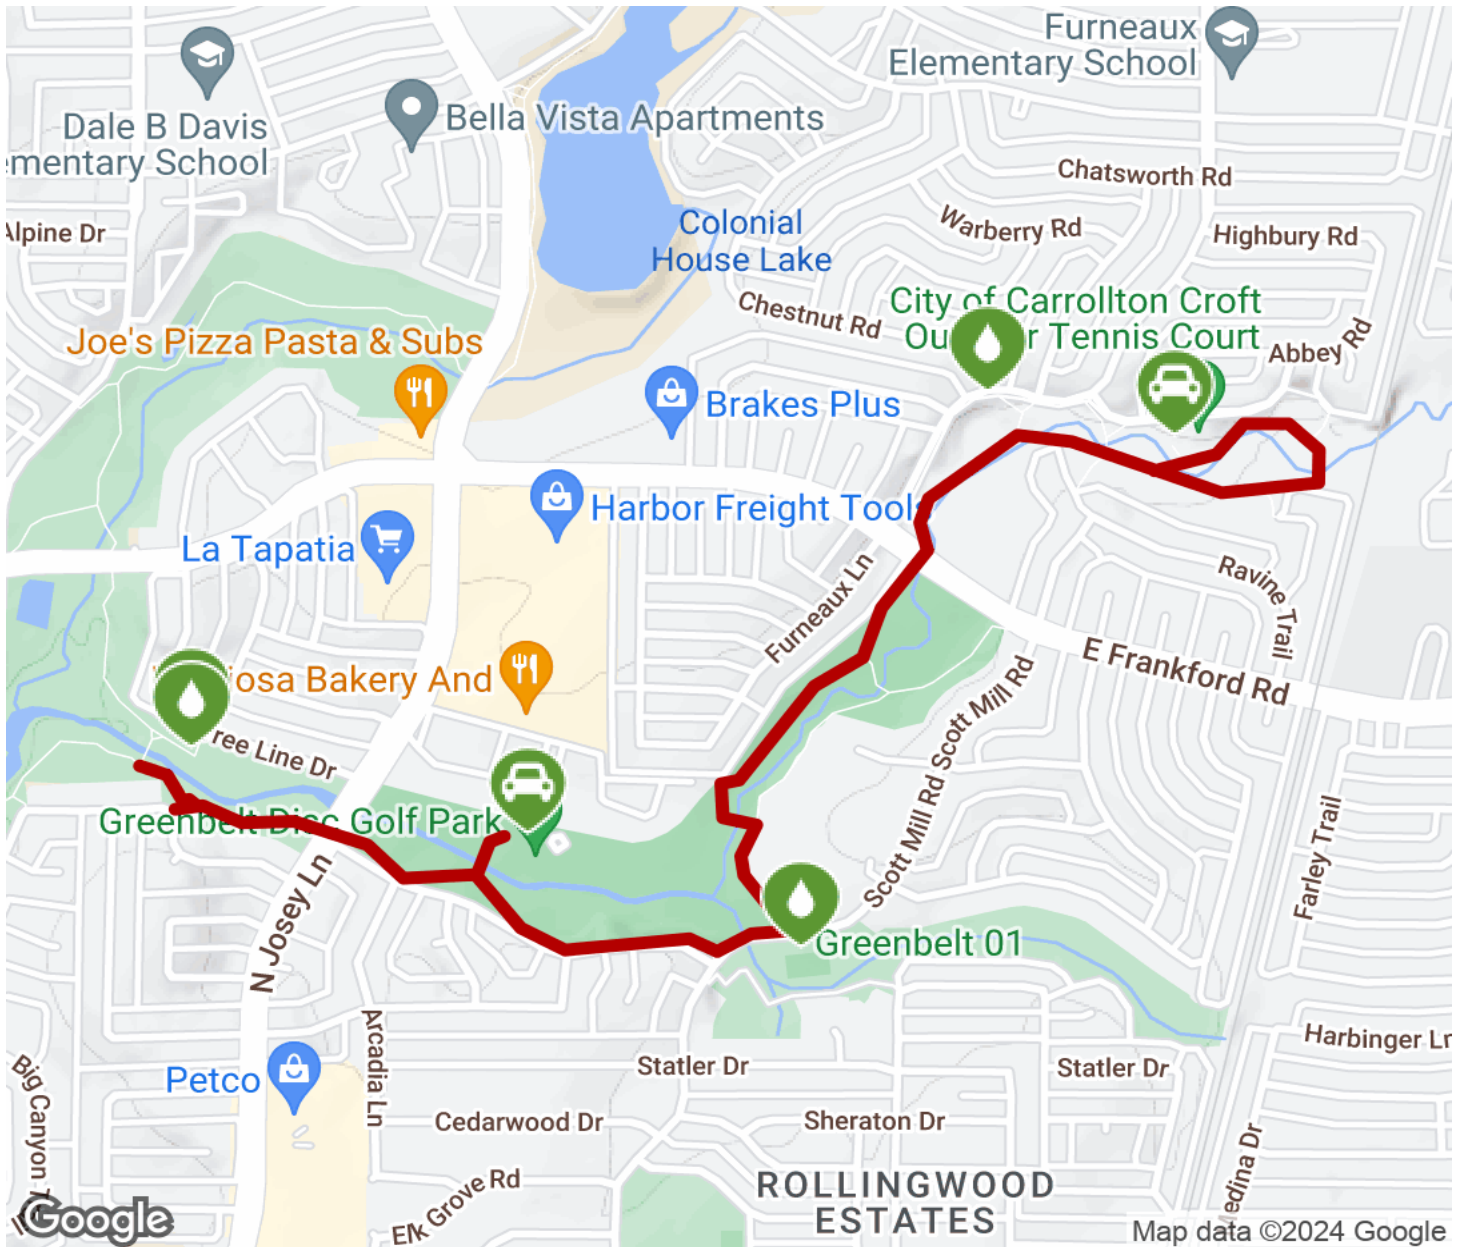 Furneaux
Elementary School
Dale B Davis
ementary School
Bella Vista Apartments
Chatsworth Rd
Alpine Dr
Warberry Rd
Highbury Rd
Colonial
House Lake
City of Carrollton Croft
Ou r Tennis Court
Chestnut Rd
Abbey Rd
Joe's Pizza Pasta & Subs
Brakes Plus
Harbor Freight Tools
La Tapatia
Furneaux Ln
Ravine Trail
E Frankford Rd
iosa Bakery And
Scott Mill Rd
Scott Mill Rd
ree Line Dr
Greenbelt Disc Golf Park
Farley Trail
N Josey Ln
Greenbelt 01
Arcadia Ln
Harbinger Ln
Statler Dr
Statler Dr
Petco
Big Canyon
Cedarwood Dr
Sheraton Dr
Medina Dr
Elk Grove Rd
ROLLINGWOOD
ESTATES
Google
Map data ©2024 Google